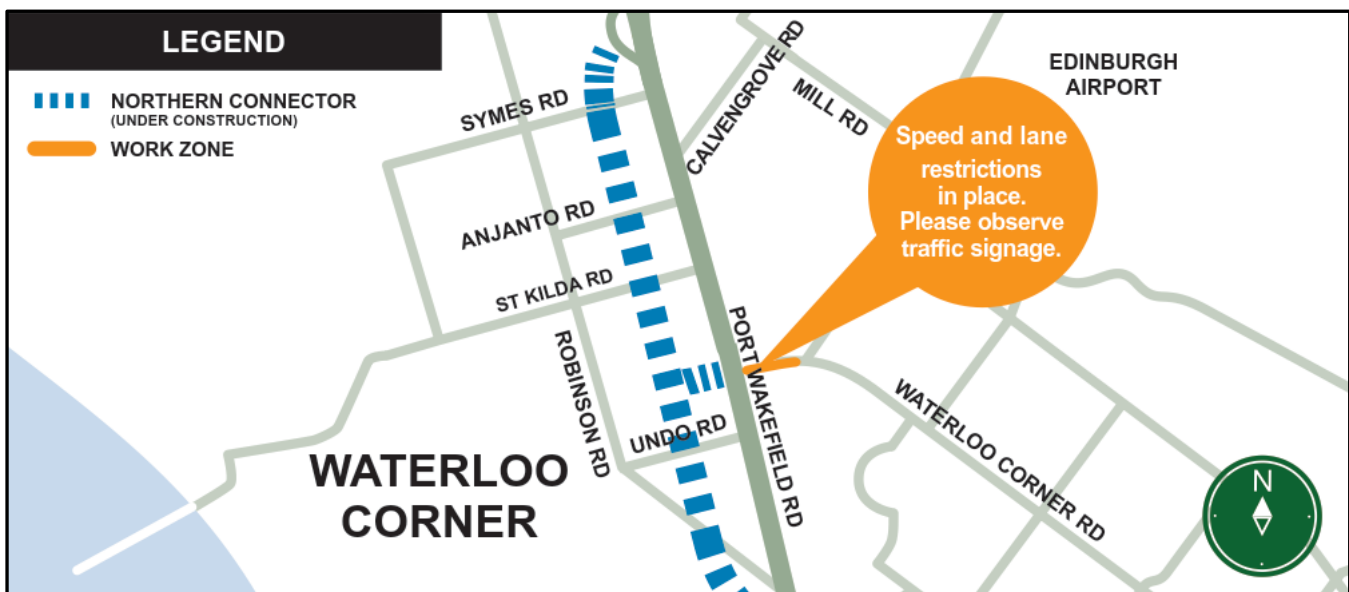 LEGEND
NORTHERN CONNECTOR
(UNDER CONSTRUCTION)
WORK ZONE
SYMES RD
CALVENGROVE RD
MILL RD
EDINBURGH
AIRPORT
Speed and lane
restrictions
in place.
Please observe
traffic signage.
ANJANTO RD
ST KILDA RD
ROBINSON RD
PORT WAKEFIELD RD
UNDO RD
WATERLOO CORNER RD
WATERLOO
CORNER
N